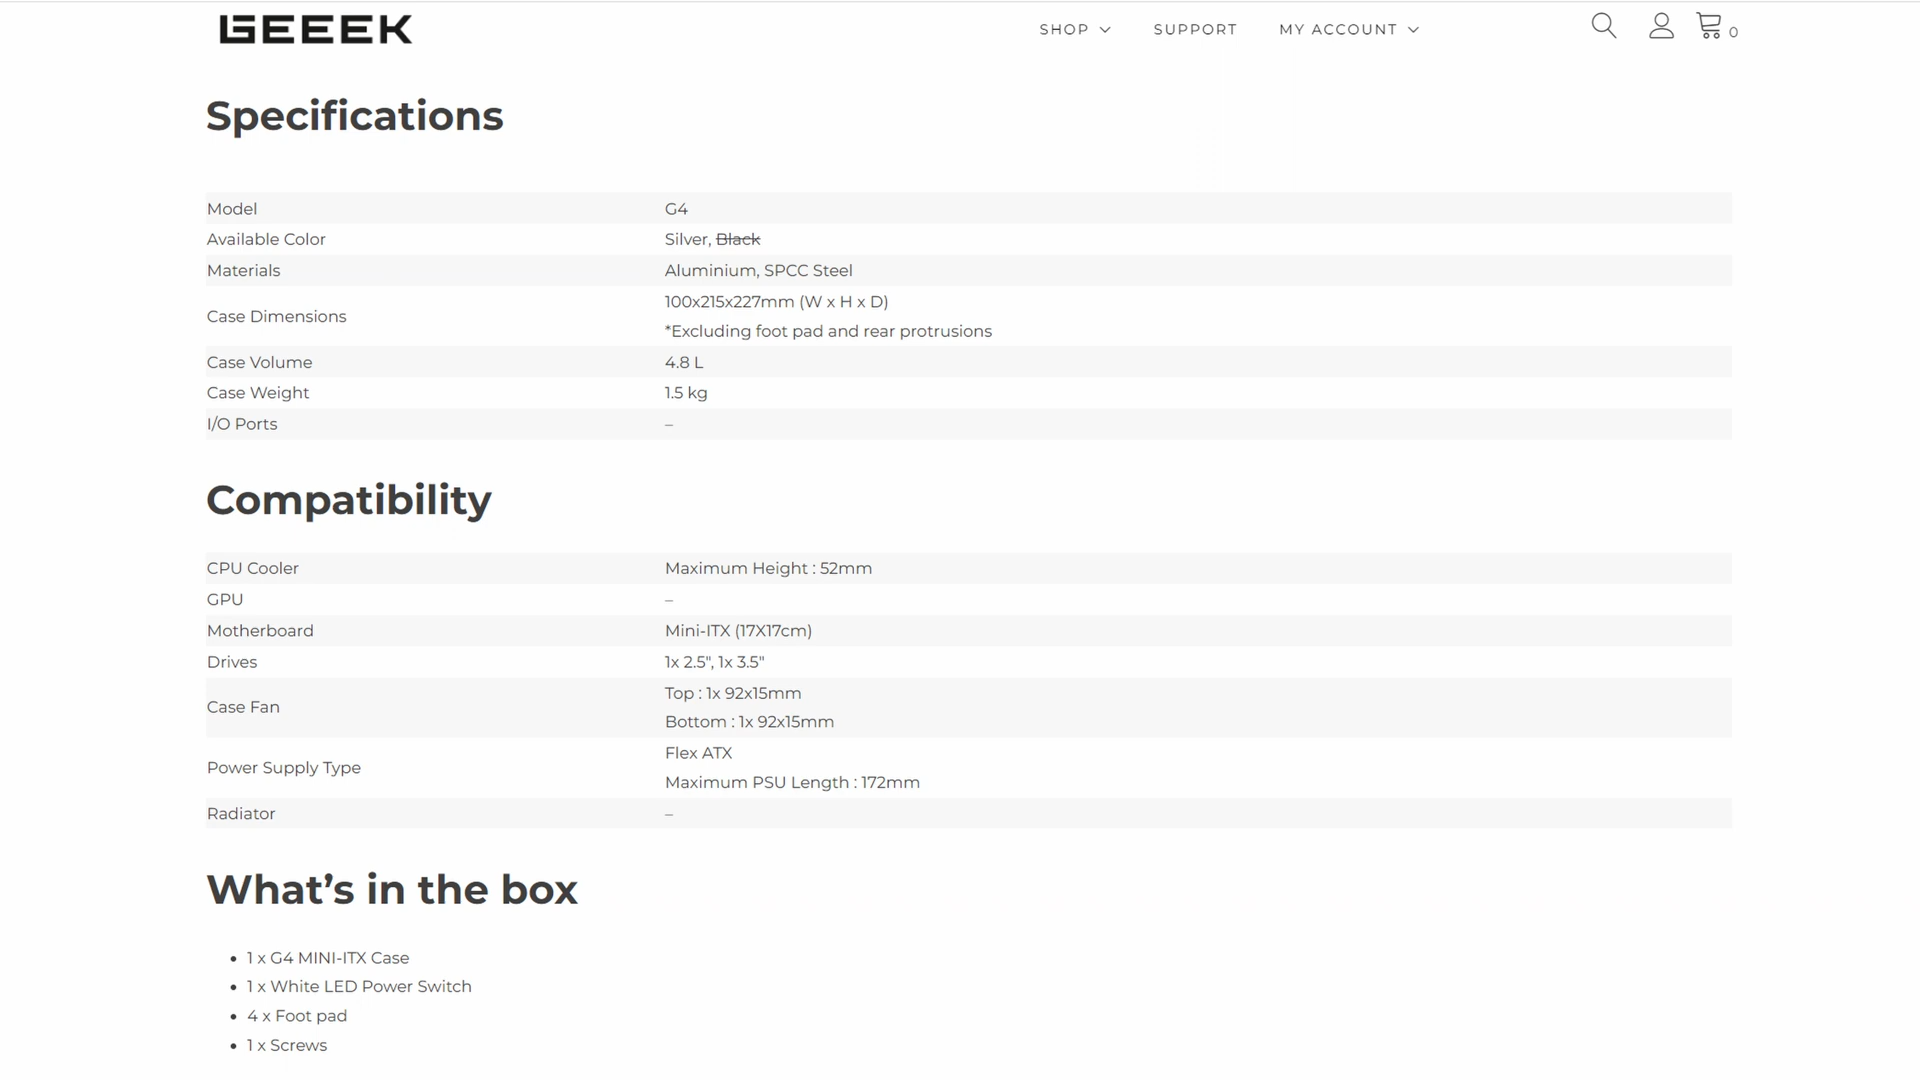 GEEEK
SHOP
SUPPORT
MY ACCOUNT
0
Specifications
Model
G4
Available Color
Silver, Black
Materials
Aluminium, SPCC Steel
Case Dimensions
100x215x227mm (W x H x D)
*Excluding foot pad and rear protrusions
Case Volume
4.8 L
Case Weight
1.5 kg
I/O Ports
–
Compatibility
CPU Cooler
Maximum Height : 52mm
GPU
–
Motherboard
Mini-ITX (17X17cm)
Drives
1x 2.5", 1x 3.5"
Case Fan
Top : 1x 92x15mm
Bottom : 1x 92x15mm
Power Supply Type
Flex ATX
Maximum PSU Length : 172mm
Radiator
–
What’s in the box
• 1 x G4 MINI-ITX Case
• 1 x White LED Power Switch
• 4 x Foot pad
• 1 x Screws